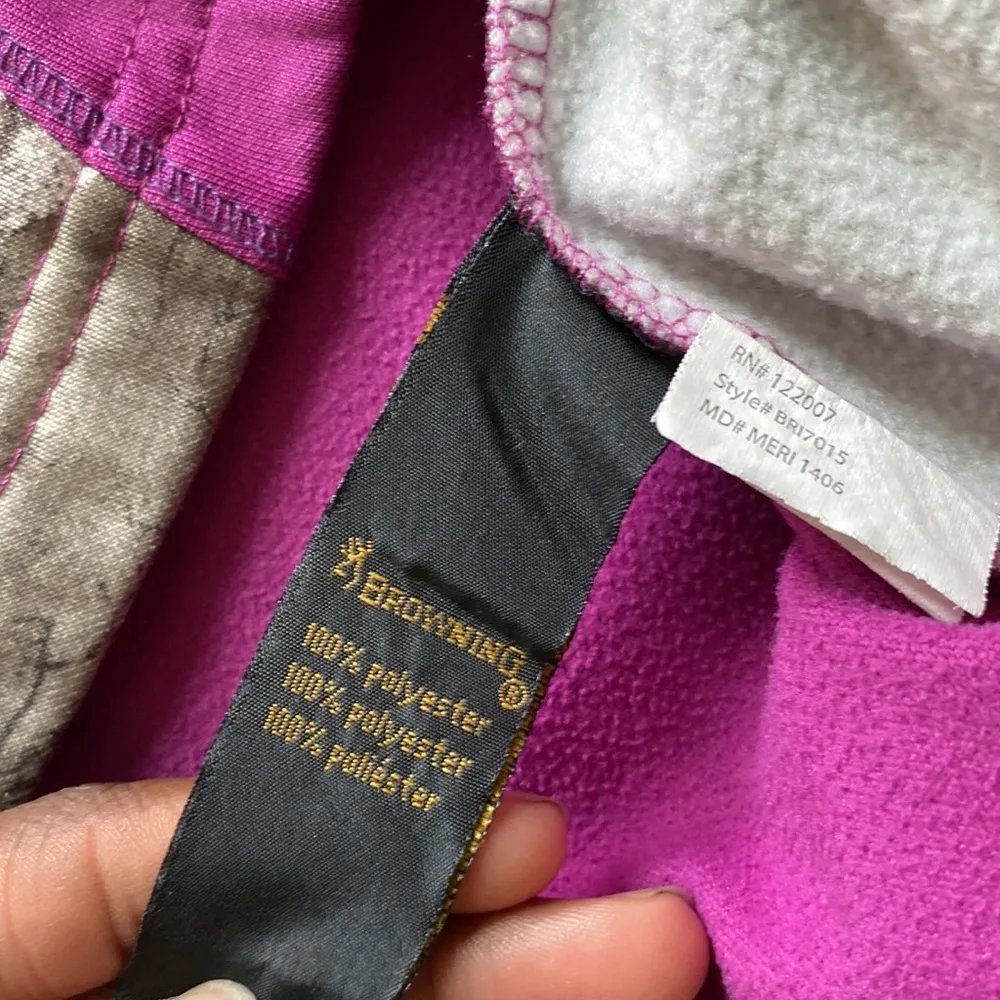 BROWNING®
100% polyester
100% polyester
100% poliéster
RN# 122007
Style# BRI7015
MD# MERI 1406